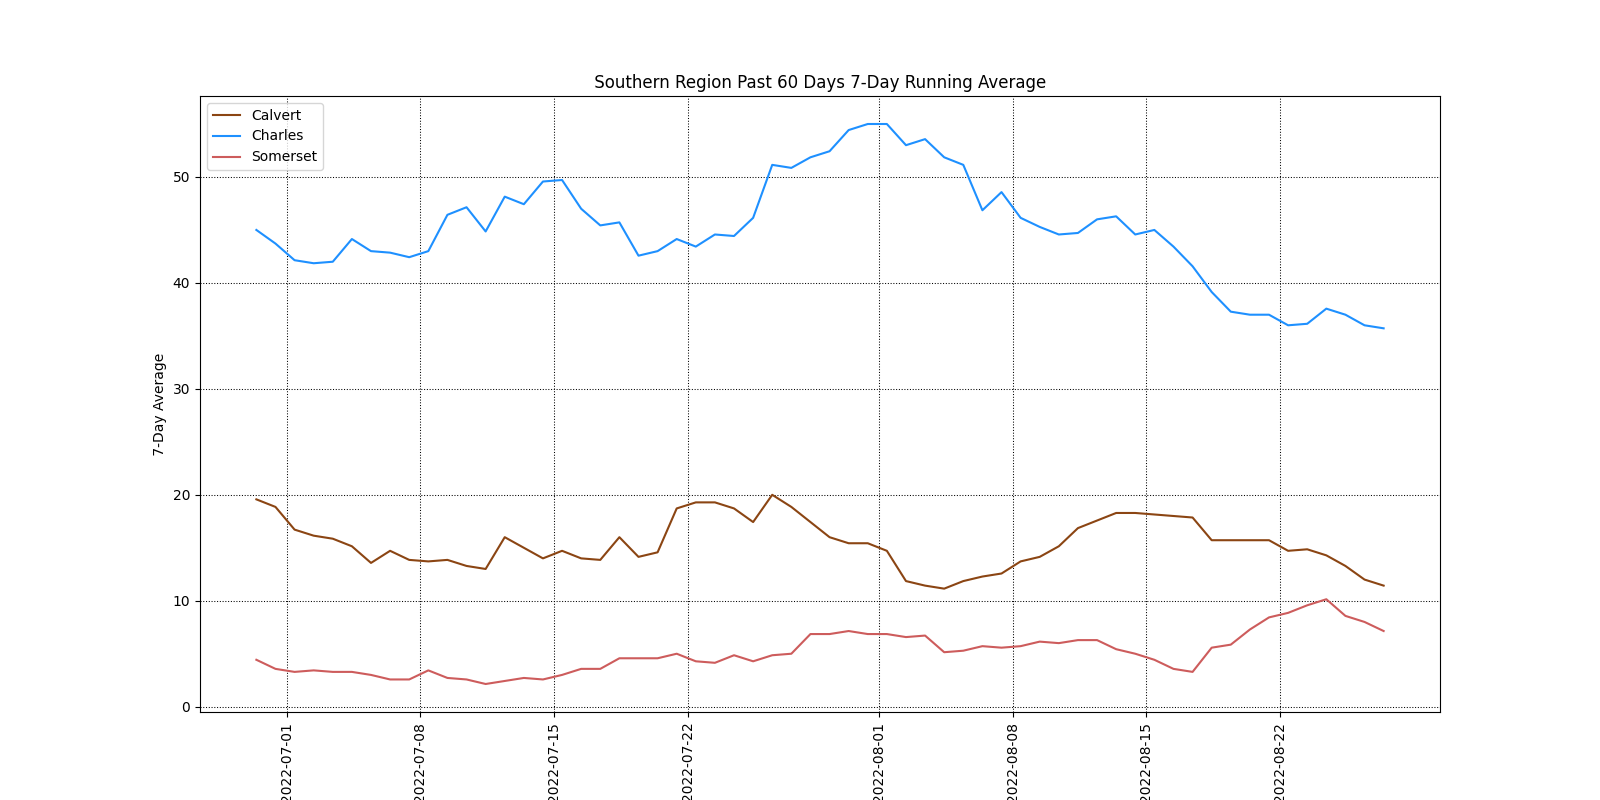 Southern Region Past 60 Days 7-Day Running Average
Calvert
Charles
Somerset
7-Day Average
50
40
30
20
10
0
2022-07-01
2022-07-08
2022-07-15
2022-07-22
2022-08-01
2022-08-08
2022-08-15
2022-08-22